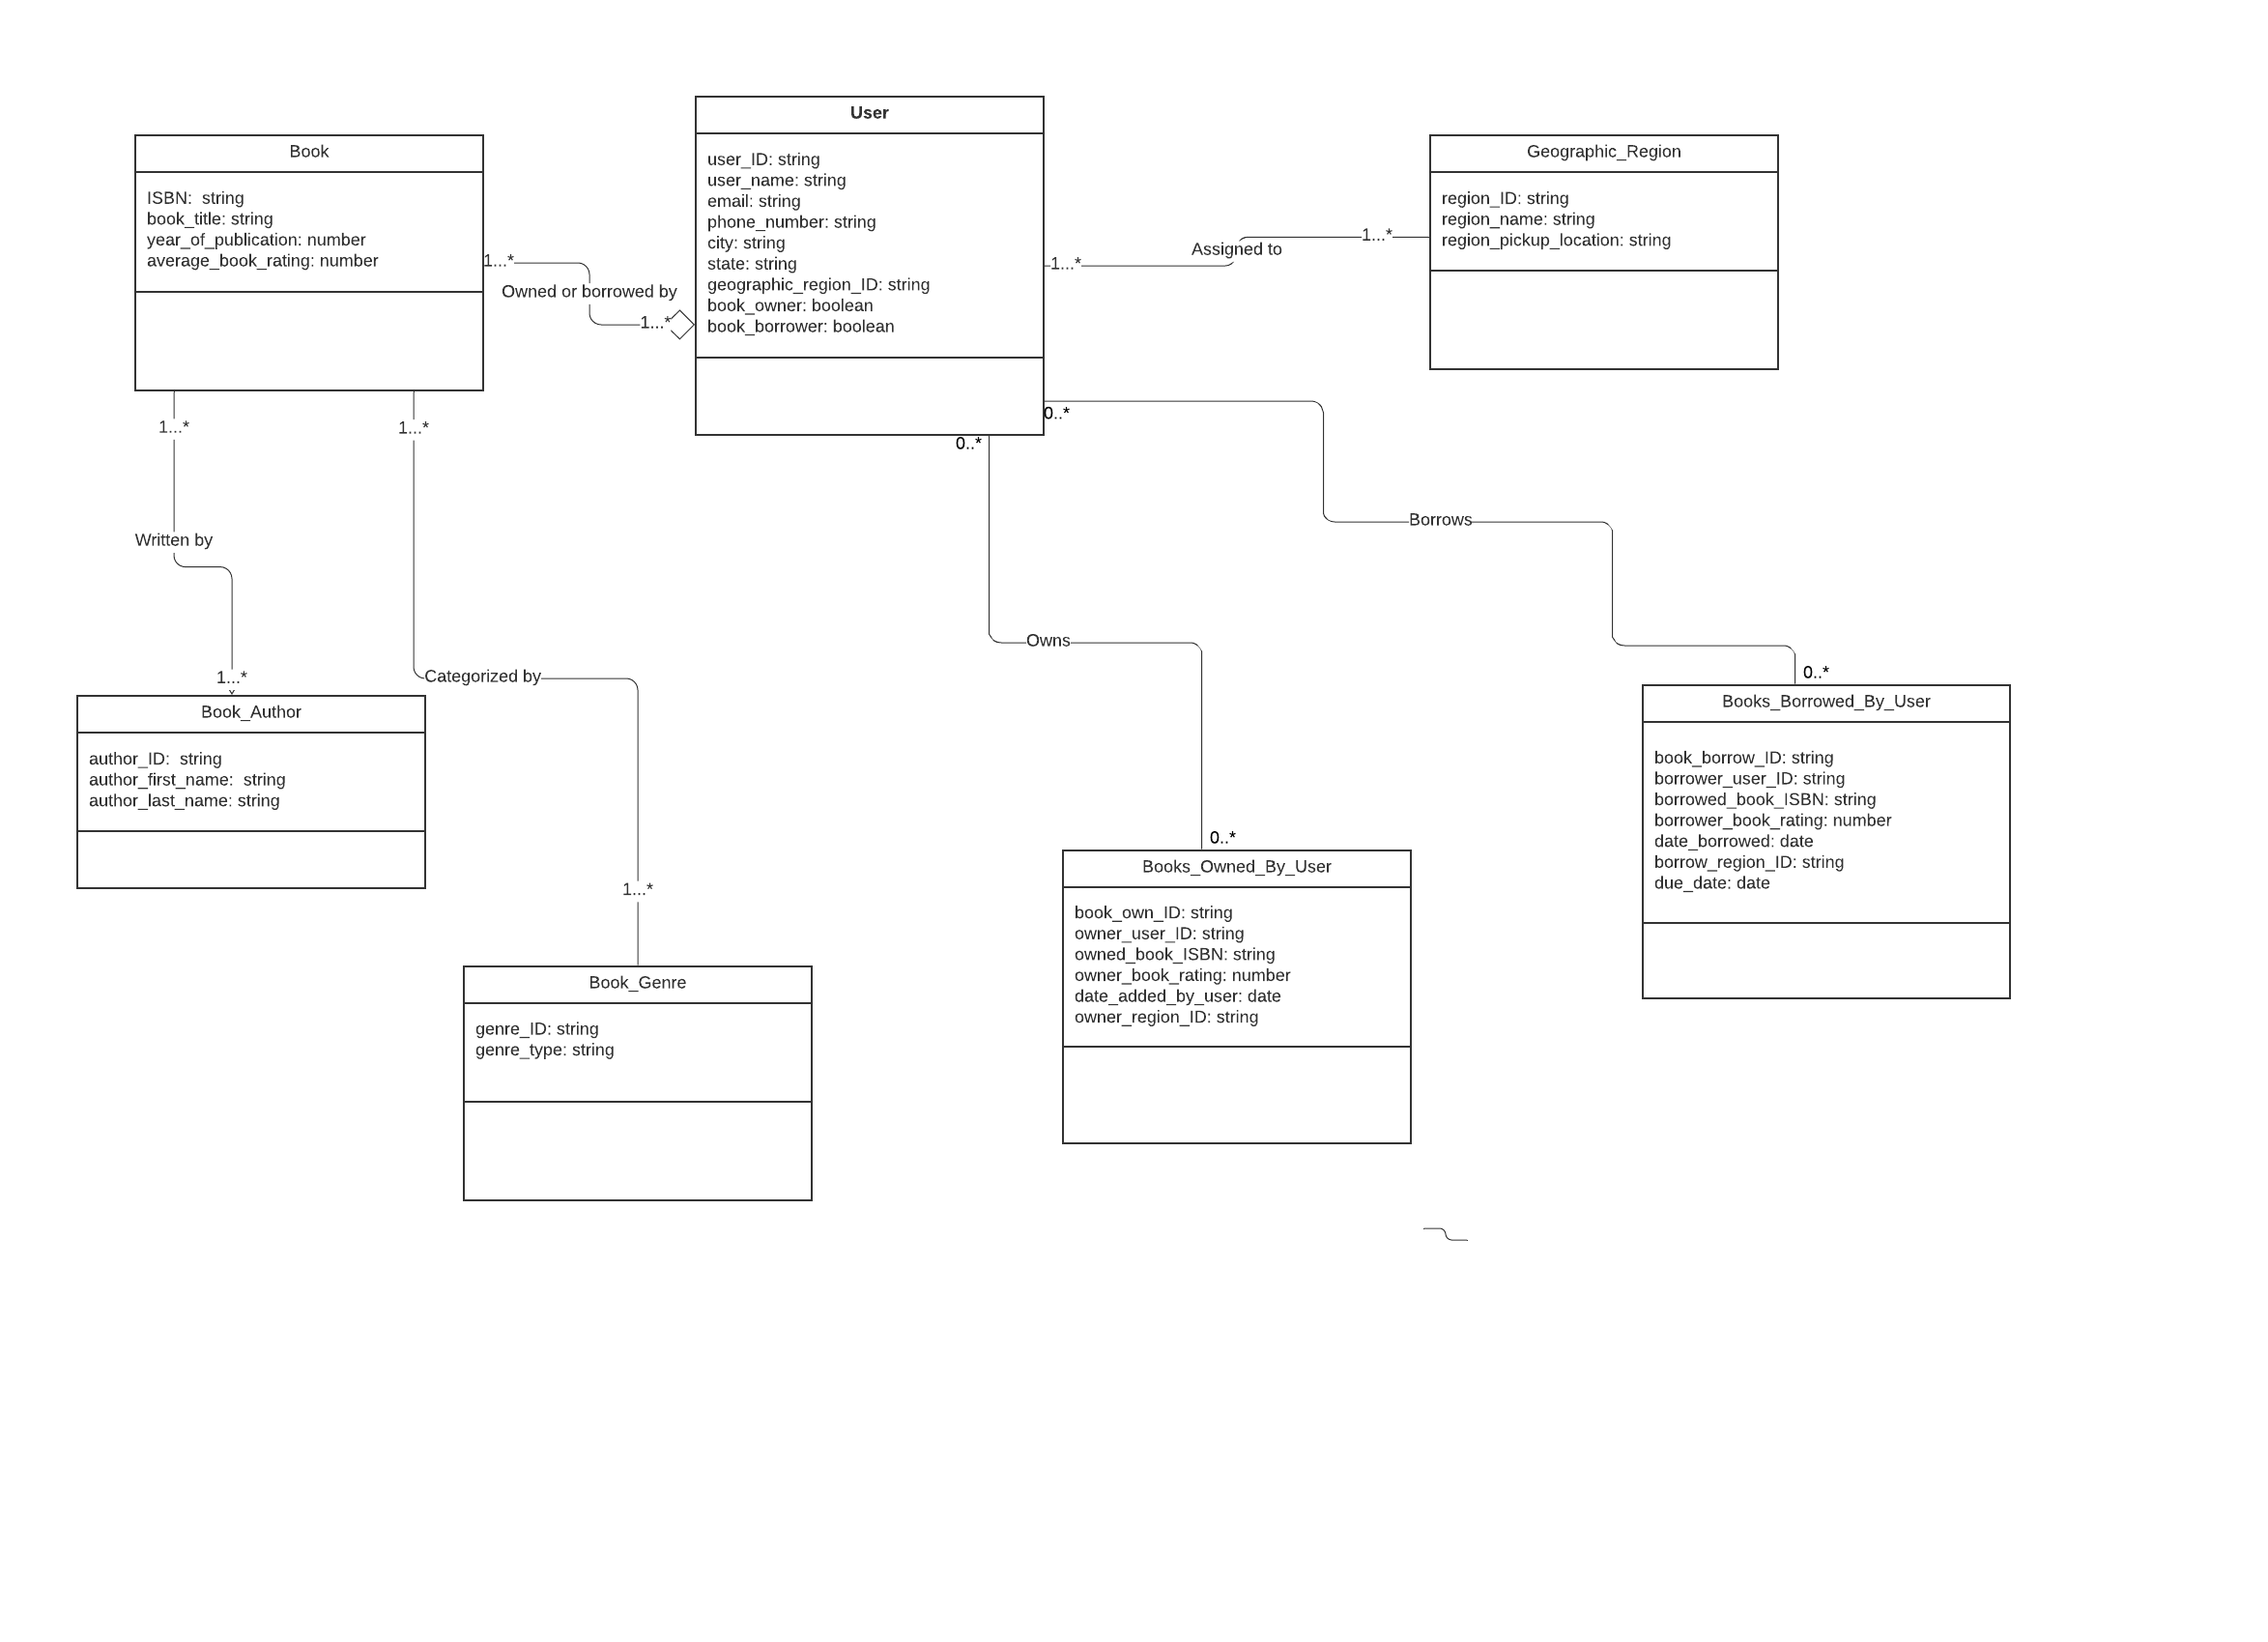 Book
ISBN:  string
book_title: string
year_of_publication: number
average_book_rating: number
1...*
Owned or borrowed by
1...*
User
user_ID: string
user_name: string
email: string
phone_number: string
city: string
state: string
geographic_region_ID: string
book_owner: boolean
book_borrower: boolean
1...*
Assigned to
1...*
Geographic_Region
region_ID: string
region_name: string
region_pickup_location: string
0..*
0..*
1...*
1...*
Written by
1...*
Categorized by
Borrows
Owns
0..*
0..*
1...*
Book_Author
author_ID:  string
author_first_name:  string
author_last_name: string
Book_Genre
genre_ID: string
genre_type: string
Books_Owned_By_User
book_own_ID: string
owner_user_ID: string
owned_book_ISBN: string
owner_book_rating: number
date_added_by_user: date
owner_region_ID: string
Books_Borrowed_By_User
book_borrow_ID: string
borrower_user_ID: string
borrowed_book_ISBN: string
borrower_book_rating: number
date_borrowed: date
borrow_region_ID: string
due_date: date